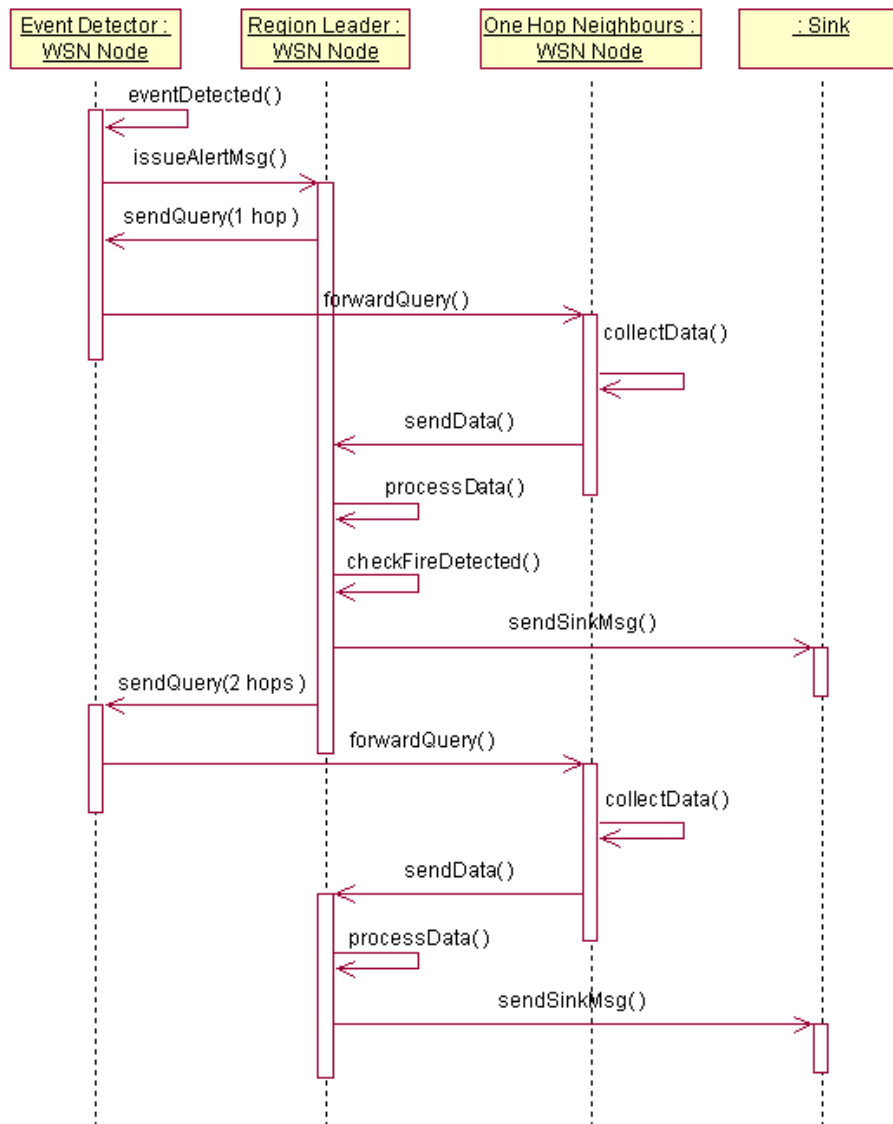 Event Detector :
WSN Node
Region Leader :
WSN Node
One Hop Neighbours :
WSN Node
: Sink
eventDetected()
issueAlertMsg()
sendQuery(1 hop )
forwardQuery()
collectData()
sendData()
processData()
checkFireDetected()
sendSinkMsg()
sendQuery(2 hops )
forwardQuery()
collectData()
sendData()
processData()
sendSinkMsg()